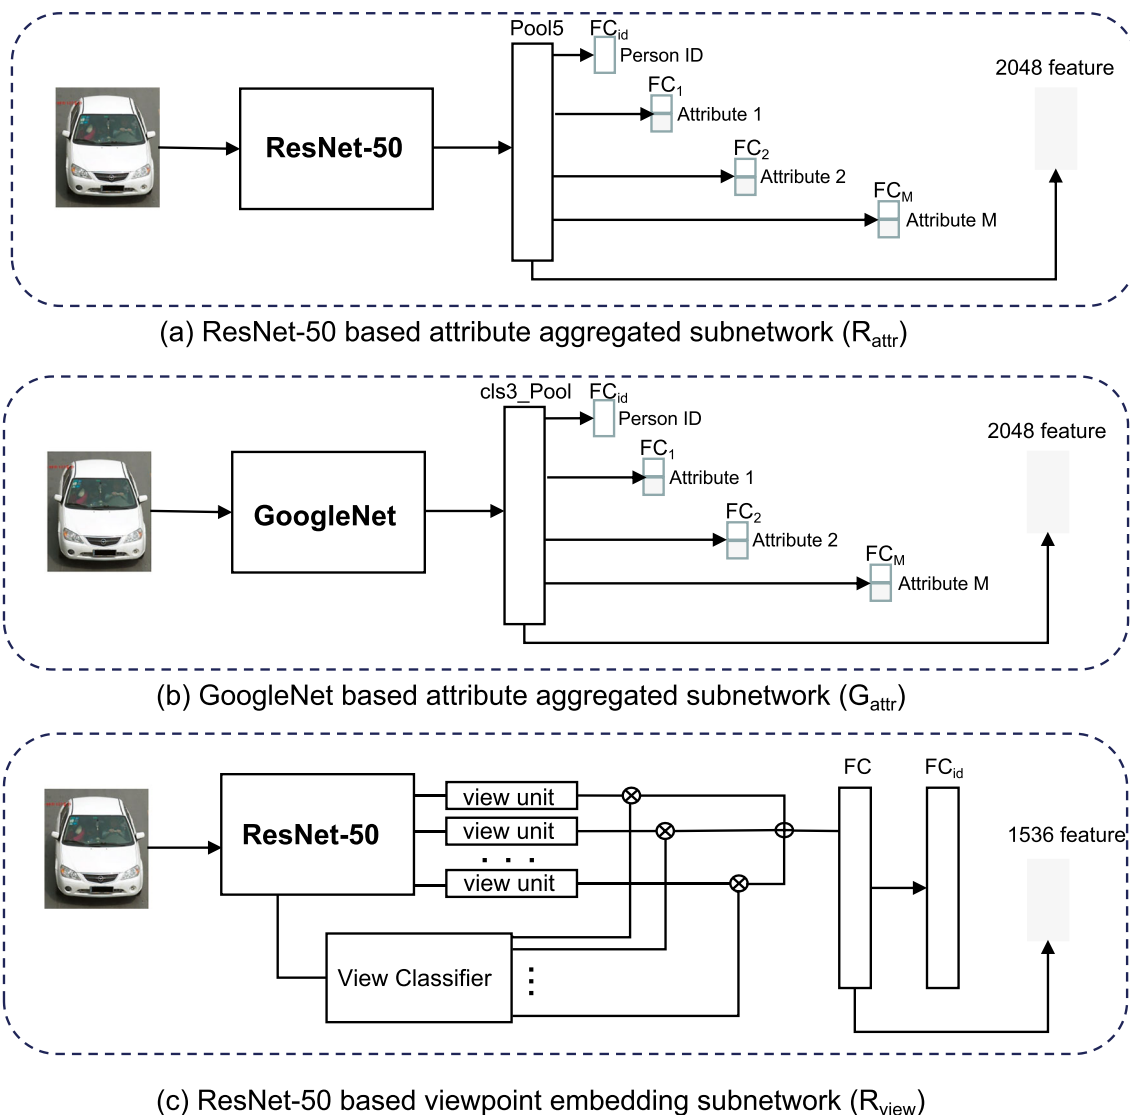 Pool5 FCid
Person ID
2048 feature
FC1
Attribute 1
ResNet-50
FC2
Attribute 2
FCM
Attribute M
(a) ResNet-50 based attribute aggregated subnetwork (Rattr)
cls3_Pool FCid
Person ID
2048 feature
FC1
Attribute 1
GoogleNet
FC2
Attribute 2
FCM
Attribute M
(b) GoogleNet based attribute aggregated subnetwork (Gattr)
FC FCid
view unit
ResNet-50
view unit
1536 feature
. . .
view unit
View Classifier
(c) ResNet-50 based viewpoint embedding subnetwork (Rview)